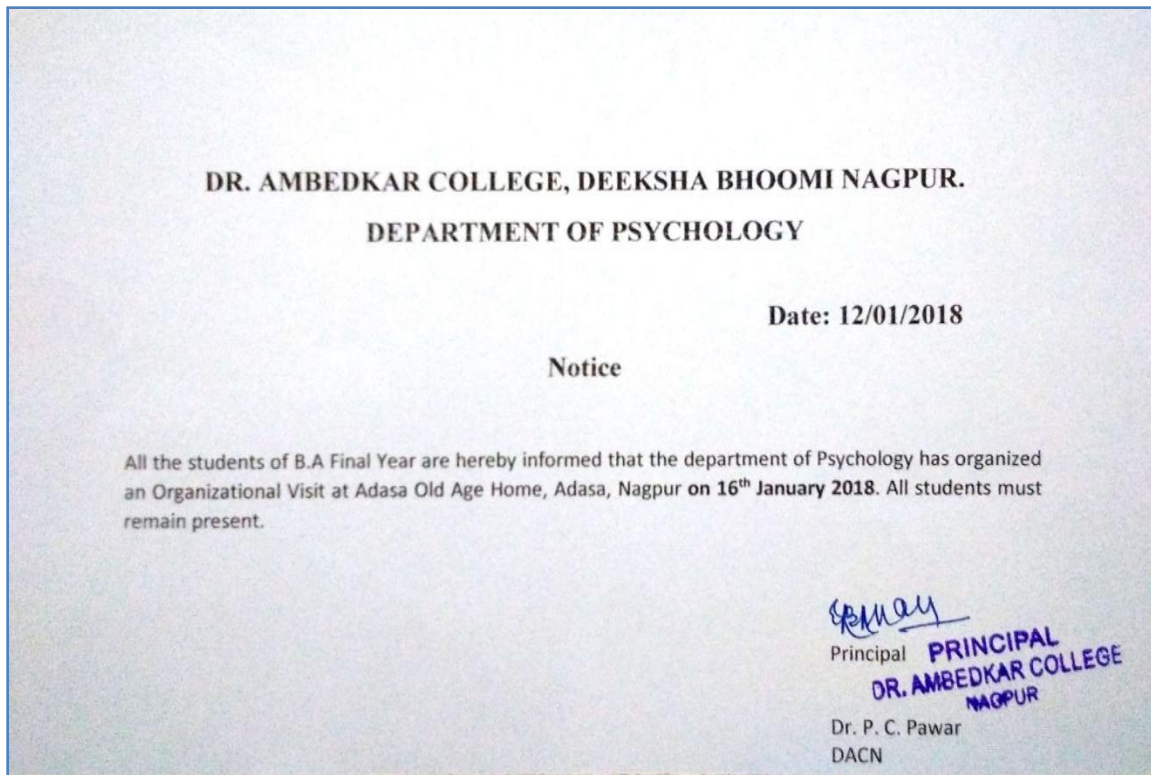 DR. AMBEDKAR COLLEGE, DEEKSHA BHOOMI NAGPUR.
DEPARTMENT OF PSYCHOLOGY
Date: 12/01/2018
Notice
All the students of B.A Final Year are hereby informed that the department of Psychology has organized
an Organizational Visit at Adasa Old Age Home, Adasa, Nagpur on 16th January 2018. All students must
remain present.
Principal
PRINCIPAL
DR. AMBEDKAR COLLEGE
NAGPUR
Dr. P. C. Pawar
DACN